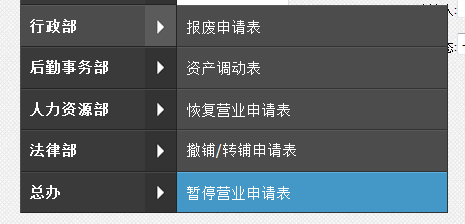 行政部
报废申请表
后勤事务部
资产调动表
人力资源部
恢复营业申请表
法律部
撤铺/转铺申请表
总办
暂停营业申请表